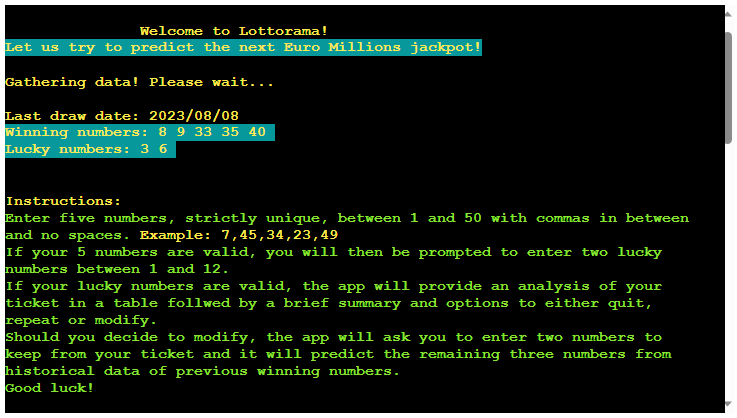 Welcome to Lottorama!
Let us try to predict the next Euro Millions jackpot!
Gathering data! Please wait...
Last draw date: 2023/08/08
Winning numbers: 8 9 33 35 40
Lucky numbers: 3 6
Instructions:
Enter five numbers, strictly unique, between 1 and 50 with commas in between
and no spaces. Example: 7,45,34,23,49
If your 5 numbers are valid, you will then be prompted to enter two lucky
numbers between 1 and 12.
If your lucky numbers are valid, the app will provide an analysis of your
ticket in a table follwed by a brief summary and options to either quit,
repeat or modify.
Should you decide to modify, the app will ask you to enter two numbers to
keep from your ticket and it will predict the remaining three numbers from
historical data of previous winning numbers.
Good luck!